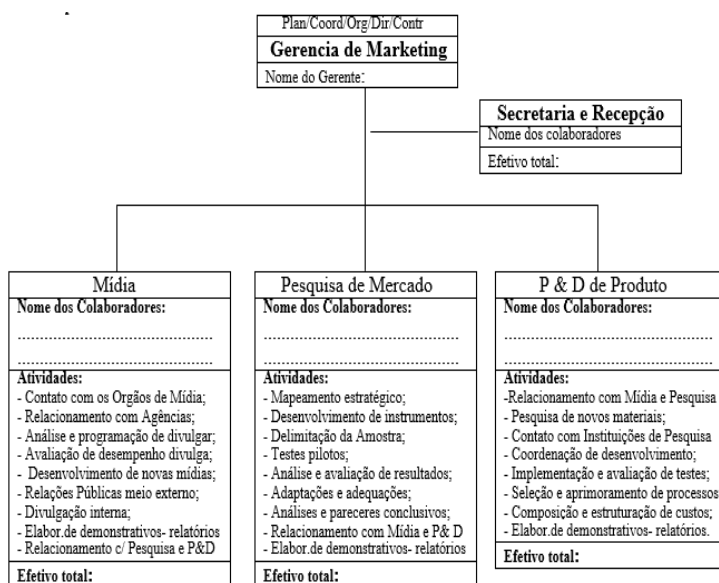 Plan/Coord/Org/Dir/Contr
Gerencia de Marketing
Nome do Gerente:
Secretaria e Recepção
Nome dos colaboradores
Efetivo total:
Mídia
Nome dos Colaboradores:
............................................
............................................
Atividades:
- Contato com os Orgãos de Mídia;
- Relacionamento com Agências;
- Análise e programação de divulgar;
- Avaliação de desempenho divulga;
- Desenvolvimento de novas mídias;
- Relações Públicas meio externo;
- Divulgação interna;
- Elabor.de demonstrativos- relatórios
- Relacionamento c/ Pesquisa e P&D
Efetivo total:
Pesquisa de Mercado
Nome dos Colaboradores:
............................................
............................................
Atividades:
- Mapeamento estratégico;
- Desenvolvimento de instrumentos;
- Delimitação da Amostra;
- Testes pilotos;
- Análise e avaliação de resultados;
- Adaptações e adequações;
- Análises e pareceres conclusivos;
- Relacionamento com Mídia e P& D
- Elabor.de demonstrativos- relatórios
Efetivo total:
P & D de Produto
Nome dos Colaboradores:
............................................
............................................
Atividades:
-Relacionamento com Mídia e Pesquisa
- Pesquisa de novos materiais;
- Contato com Instituições de Pesquisa
- Coordenação de desenvolvimento;
- Implementação e avaliação de testes;
- Seleção e aprimoramento de processos
- Composição e estruturação de custos;
- Elabor.de demonstrativos- relatórios.
Efetivo total: